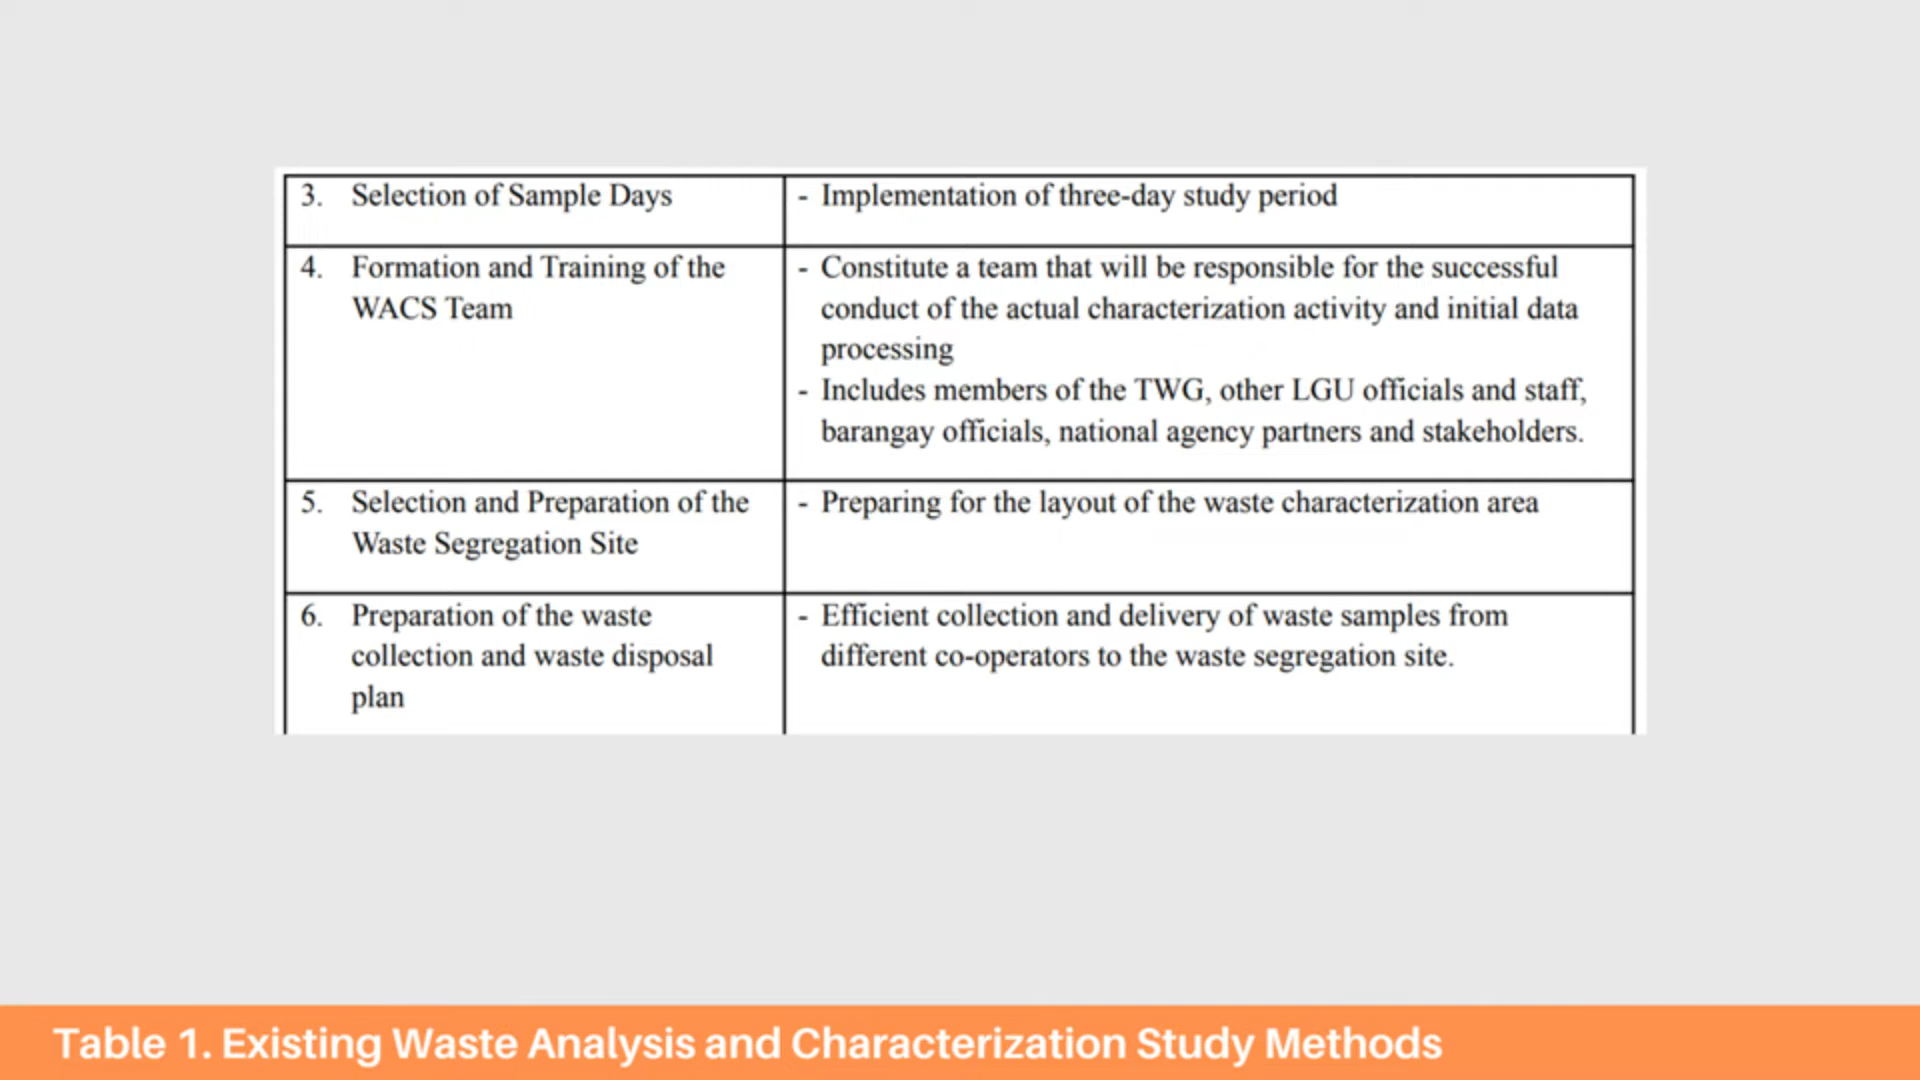 3. Selection of Sample Days
- Implementation of three-day study period
4. Formation and Training of the
WACS Team
- Constitute a team that will be responsible for the successful
conduct of the actual characterization activity and initial data
processing
- Includes members of the TWG, other LGU officials and staff,
barangay officials, national agency partners and stakeholders.
5. Selection and Preparation of the
Waste Segregation Site
- Preparing for the layout of the waste characterization area
6. Preparation of the waste
collection and waste disposal
plan
- Efficient collection and delivery of waste samples from
different co-operators to the waste segregation site.
Table 1. Existing Waste Analysis and Characterization Study Methods